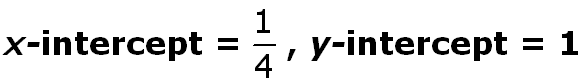 x-intercept = 1/4 , y-intercept = 1